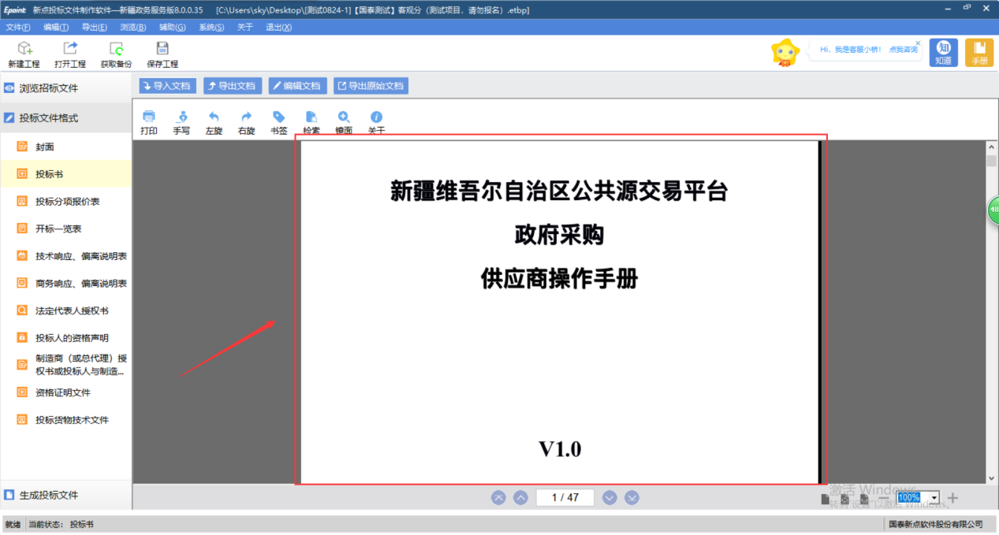 Epoint 新点投标文件制作软件—新疆政务服务版8.0.0.35 [C:\Users\sky\Desktop\[测试0824-1]【国泰测试】客观分（测试项目，请勿报名）.etbp]
文件(F) 编辑(T) 导出(E) 浏览(B) 辅助(G) 系统(S) 关于 退出(X)
新建工程 打开工程 获取备份 保存工程
Hi，我是客服小桥！ 点我咨询
知
知道 手册
浏览招标文件
导入文档 导出文档 编辑文档 导出原始文档
投标文件格式
打印 手写 左旋 右旋 书签 检索 镜面 关于
封面
投标书
投标分项报价表
开标一览表
技术响应、偏离说明表
商务响应、偏离说明表
法定代表人授权书
投标人的资格声明
制造商（或总代理）授
权书或投标人与制造...
资格证明文件
投标货物技术文件
新疆维吾尔自治区公共源交易平台
政府采购
供应商操作手册
V1.0
48
生成投标文件
1 / 47
激活 Windows
转到"设置"以激活 Windows。
100%
就绪 当前状态： 投标书
国泰新点软件股份有限公司